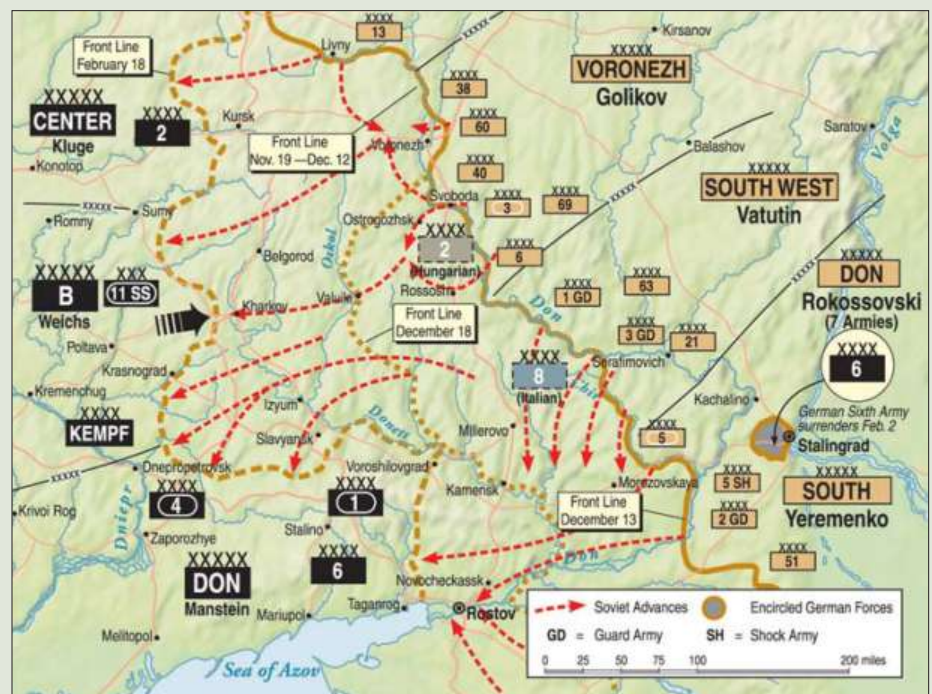 XXXX
13
Kirsanov
Livny
Front Line
February 18
XXXXX
VORONEZH
Golikov
XXXX
38
XXXXX
CENTER
Kluge
XXXX
2
Kursk
XXXX
60
Saratov
Volga
Konotop
Front Line
Nov. 19 —Dec. 12
Voronezh
Balashov
XXXX
40
XXXXX
SOUTH WEST
Vatutin
Svoboda
XXXX
3
XXXX
69
XXXXX
Romny
Sumy
Ostrogozhsk
XXXX
2
(Hungarian)
XXXX
6
Belgorod
Oskol
XXXXX
B
Weichs
XXX
11 SS
XXXXX
DON
Rokossovski
(7 Armies)
Rossosh
XXXX
63
XXXX
1 GD
Don
Kharkov
Valuiki
Front Line
December 18
XXXX
3 GD
XXXX
21
Poltava
XXXX
6
Serafimovich
Krasnograd
XXXX
8
(Italian)
Chir
Kremenchug
Kachalino
German Sixth Army
surrenders Feb. 2
Izyum
XXXX
KEMPF
Donets
Slavyansk
Millerovo
XXXX
5
Stalingrad
XXXXX
Dnepropetrovsk
Voroshilovgrad
XXXX
5 SH
XXXXX
SOUTH
Yeremenko
XXXX
4
XXXX
1
Kamensk
Morozovskaya
Front Line
December 13
XXXX
2 GD
Krivoi Rog
Dniepr
Zaporozhye
Stalino
XXXX
6
XXXX
51
Don
XXXXX
DON
Manstein
Novocheckassk
Taganrog
Mariupol
Rostov
Melitopol
Sea of Azov
Soviet Advances
Encircled German Forces
GD = Guard Army
SH = Shock Army
0 25 50 75 100 200 miles